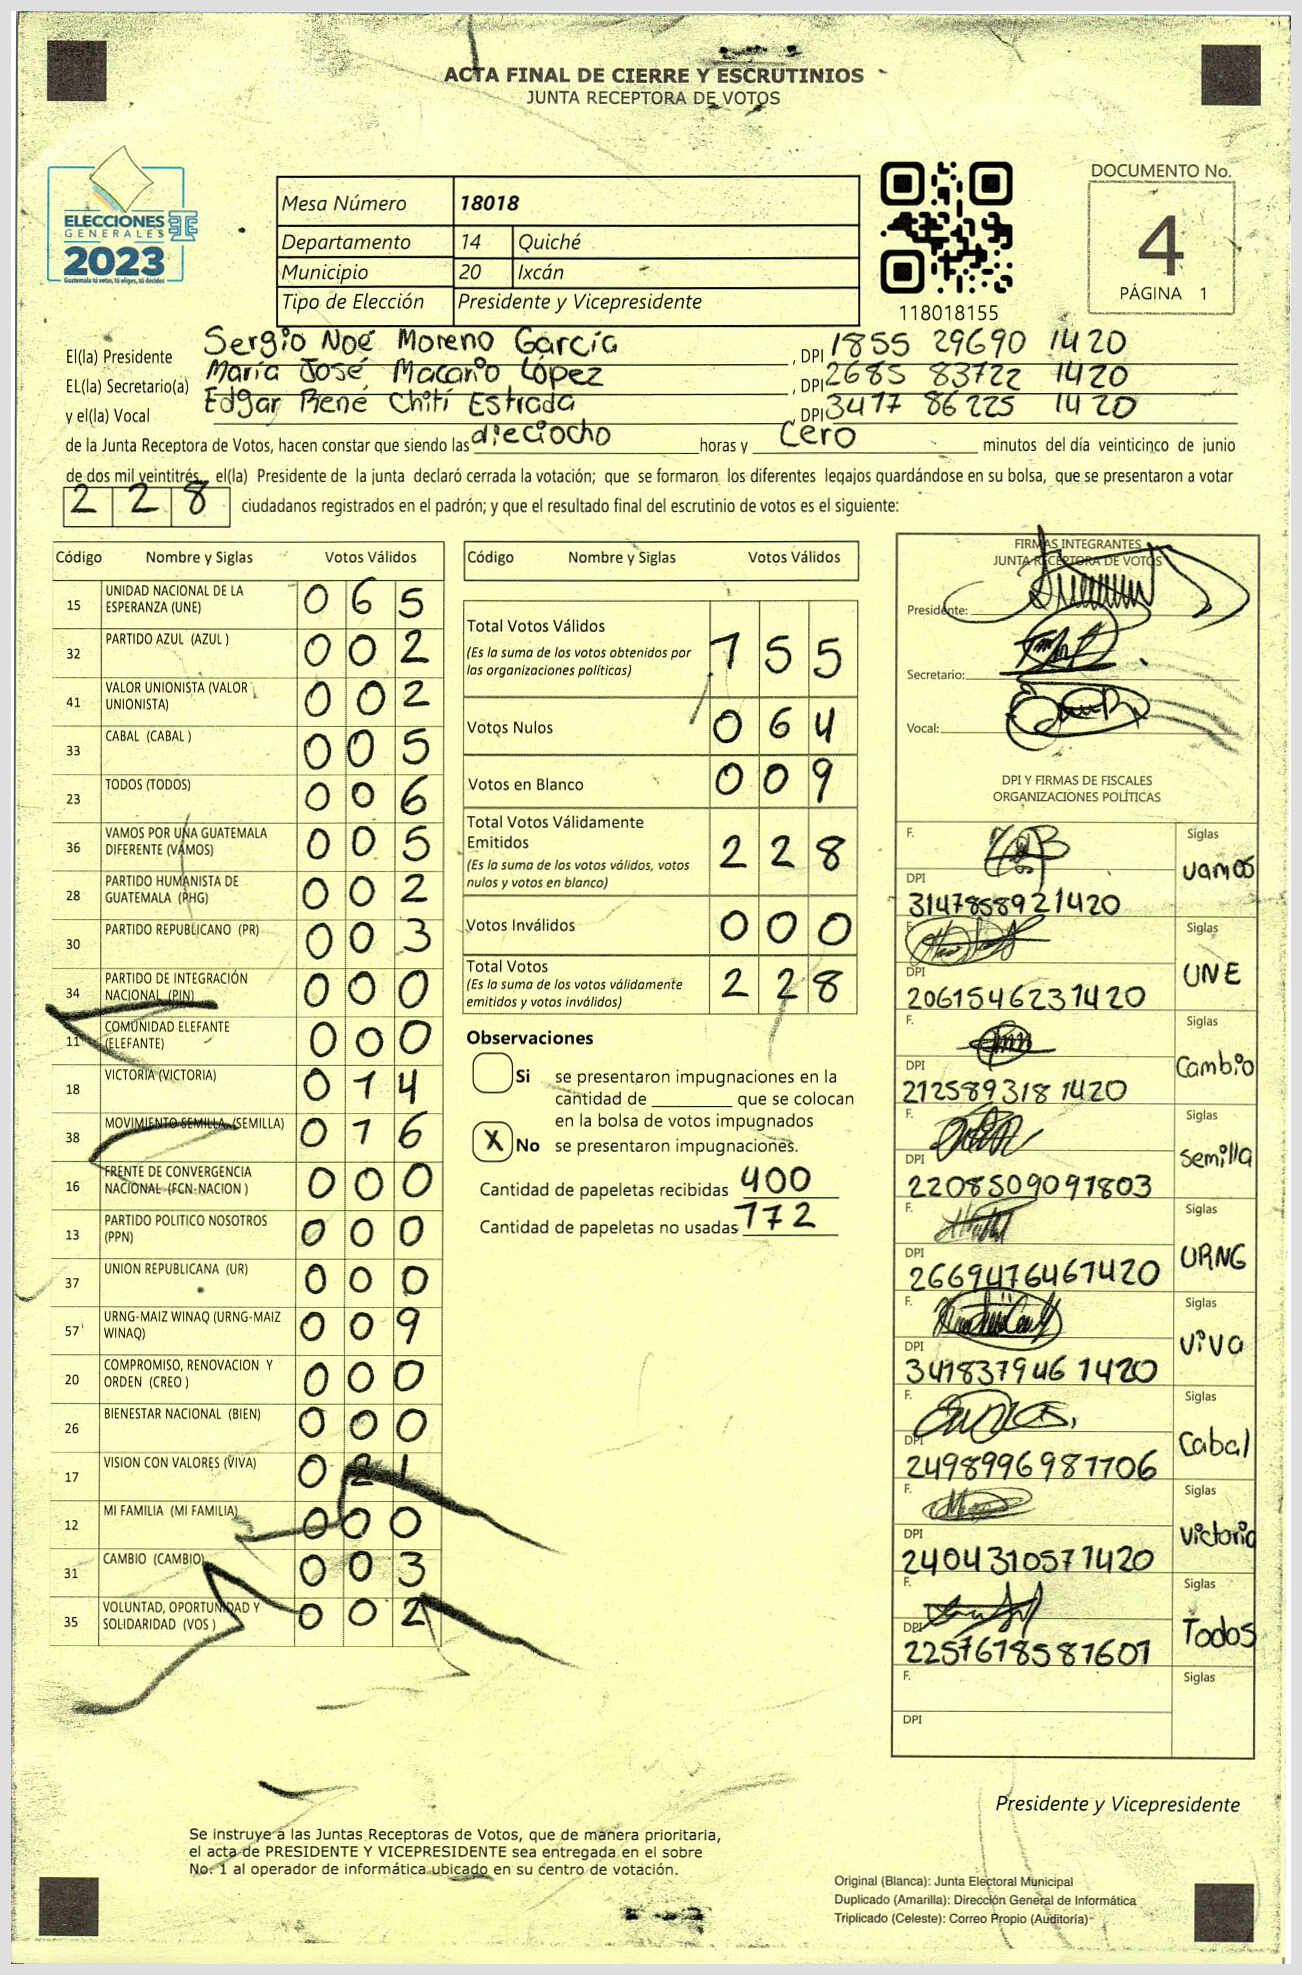 ACTA FINAL DE CIERRE Y ESCRUTINIOS
JUNTA RECEPTORA DE VOTOS
ELECCIONES
GENERALES
2023
Guatemala tú votas, tú eliges, tú decides
Mesa Número 18018
Departamento 14 Quiché
Municipio 20 Ixcán
Tipo de Elección Presidente y Vicepresidente
118018155
DOCUMENTO No.
4
PÁGINA 1
El(la) Presidente Sergio Noé Moreno García , DPI 1855 29690 1420
EL(la) Secretario(a) María José Macario López , DPI 2685 83722 1420
y el(la) Vocal Edgar René Chití Estrada , DPI 3417 86225 1420
de la Junta Receptora de Votos, hacen constar que siendo las dieciocho horas y Cero minutos del día veinticinco de junio
de dos mil veintitrés, el(la) Presidente de la junta declaró cerrada la votación; que se formaron los diferentes legajos guardándose en su bolsa, que se presentaron a votar
2 2 8 ciudadanos registrados en el padrón; y que el resultado final del escrutinio de votos es el siguiente:
Código Nombre y Siglas Votos Válidos
15 UNIDAD NACIONAL DE LA ESPERANZA (UNE) 0 6 5
32 PARTIDO AZUL (AZUL ) 0 0 2
41 VALOR UNIONISTA (VALOR UNIONISTA) 0 0 2
33 CABAL (CABAL ) 0 0 5
23 TODOS (TODOS) 0 0 6
36 VAMOS POR UNA GUATEMALA DIFERENTE (VAMOS) 0 0 5
28 PARTIDO HUMANISTA DE GUATEMALA (PHG) 0 0 2
30 PARTIDO REPUBLICANO (PR) 0 0 3
34 PARTIDO DE INTEGRACIÓN NACIONAL (PIN) 0 0 0
11 COMUNIDAD ELEFANTE (ELEFANTE) 0 0 0
18 VICTORIA (VICTORIA) 0 1 4
38 MOVIMIENTO SEMILLA (SEMILLA) 0 1 6
16 FRENTE DE CONVERGENCIA NACIONAL (FCN-NACION ) 0 0 0
13 PARTIDO POLITICO NOSOTROS (PPN) 0 0 0
37 UNION REPUBLICANA (UR) 0 0 0
57 URNG-MAIZ WINAQ (URNG-MAIZ WINAQ) 0 0 9
20 COMPROMISO, RENOVACION Y ORDEN (CREO ) 0 0 0
26 BIENESTAR NACIONAL (BIEN) 0 0 0
17 VISION CON VALORES (VIVA) 0 2 1
12 MI FAMILIA (MI FAMILIA) 0 0 0
31 CAMBIO (CAMBIO) 0 0 3
35 VOLUNTAD, OPORTUNIDAD Y SOLIDARIDAD (VOS ) 0 0 2
Código Nombre y Siglas Votos Válidos
Total Votos Válidos 1 5 5
(Es la suma de los votos obtenidos por
las organizaciones políticas)
Votos Nulos 0 6 4
Votos en Blanco 0 0 9
Total Votos Válidamente
Emitidos 2 2 8
(Es la suma de los votos válidos, votos
nulos y votos en blanco)
Votos Inválidos 0 0 0
Total Votos 2 2 8
(Es la suma de los votos válidamente
emitidos y votos inválidos)
Observaciones
Si se presentaron impugnaciones en la
cantidad de ________ que se colocan
en la bolsa de votos impugnados
X No se presentaron impugnaciones.
Cantidad de papeletas recibidas 400
Cantidad de papeletas no usadas 172
FIRMAS INTEGRANTES
JUNTA RECEPTORA DE VOTOS
Presidente:
Secretario:
Vocal:
DPI Y FIRMAS DE FISCALES
ORGANIZACIONES POLÍTICAS
F. Siglas
vamos
DPI
3147858921420
F. Siglas
UNE
DPI
2061546231420
F. Siglas
Cambio
DPI
212589318 1420
F. Siglas
Semilla
DPI
2208509091803
F. Siglas
URNG
DPI
2669476461420
F. Siglas
viva
DPI
341837946 1420
F. Siglas
Cabal
DPI
2498996981106
F. Siglas
victoria
DPI
2404310571420
F. Siglas
Todos
DPI
2257618581601
F. Siglas
DPI
Presidente y Vicepresidente
Se instruye a las Juntas Receptoras de Votos, que de manera prioritaria,
el acta de PRESIDENTE Y VICEPRESIDENTE sea entregada en el sobre
No. 1 al operador de informática ubicado en su centro de votación.
Original (Blanca): Junta Electoral Municipal
Duplicado (Amarilla): Dirección General de Informática
Triplicado (Celeste): Correo Propio (Auditoría)